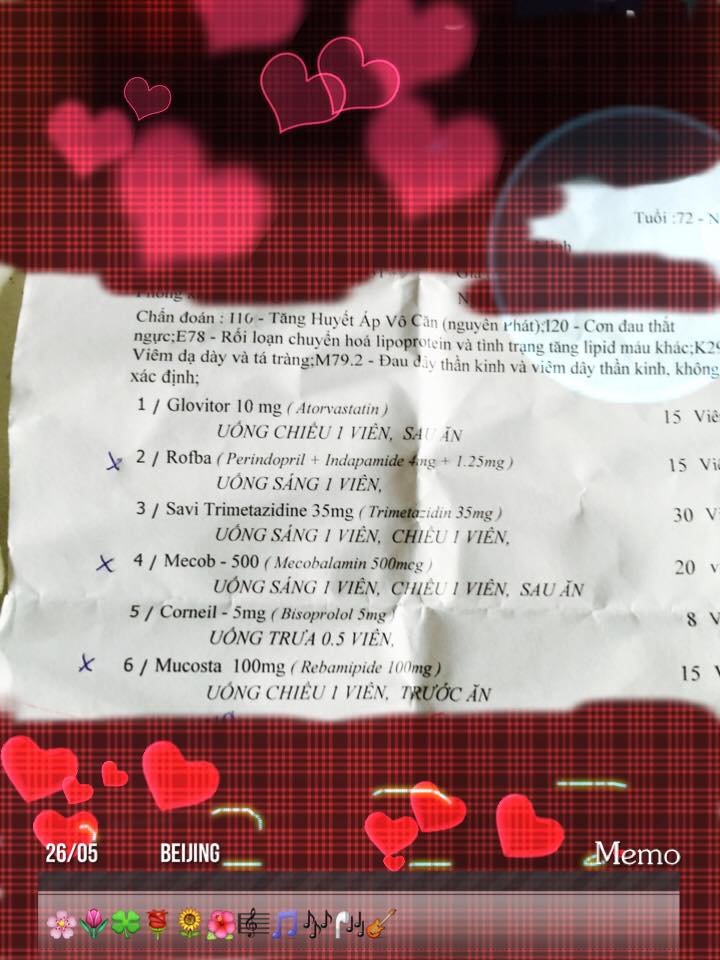 Tuổi :72 - N
Chẩn đoán : I10 - Tăng Huyết Áp Vô Căn (nguyên Phát);I20 - Cơn đau thắt
ngực;E78 - Rối loạn chuyển hoá lipoprotein và tình trạng tăng lipid máu khác;K29
Viêm dạ dày và tá tràng;M79.2 - Đau dây thần kinh và viêm dây thần kinh, không
xác định;
1 / Glovitor 10 mg ( Atorvastatin ) 15 Viê
UỐNG CHIỀU 1 VIÊN, SAU ĂN
2 / Rofba ( Perindopril + Indapamide 4mg + 1.25mg ) 15 Viê
UỐNG SÁNG 1 VIÊN,
3 / Savi Trimetazidine 35mg ( Trimetazidin 35mg ) 30 Vi
UỐNG SÁNG 1 VIÊN, CHIỀU 1 VIÊN,
4 / Mecob - 500 ( Mecobalamin 500mcg ) 20 v
UỐNG SÁNG 1 VIÊN, CHIỀU 1 VIÊN, SAU ĂN
5 / Corneil - 5mg ( Bisoprolol 5mg ) 8 V
UỐNG TRƯA 0.5 VIÊN,
6 / Mucosta 100mg ( Rebamipide 100mg ) 15 V
UỐNG CHIỀU 1 VIÊN, TRƯỚC ĂN
26/05 BEIJING Memo